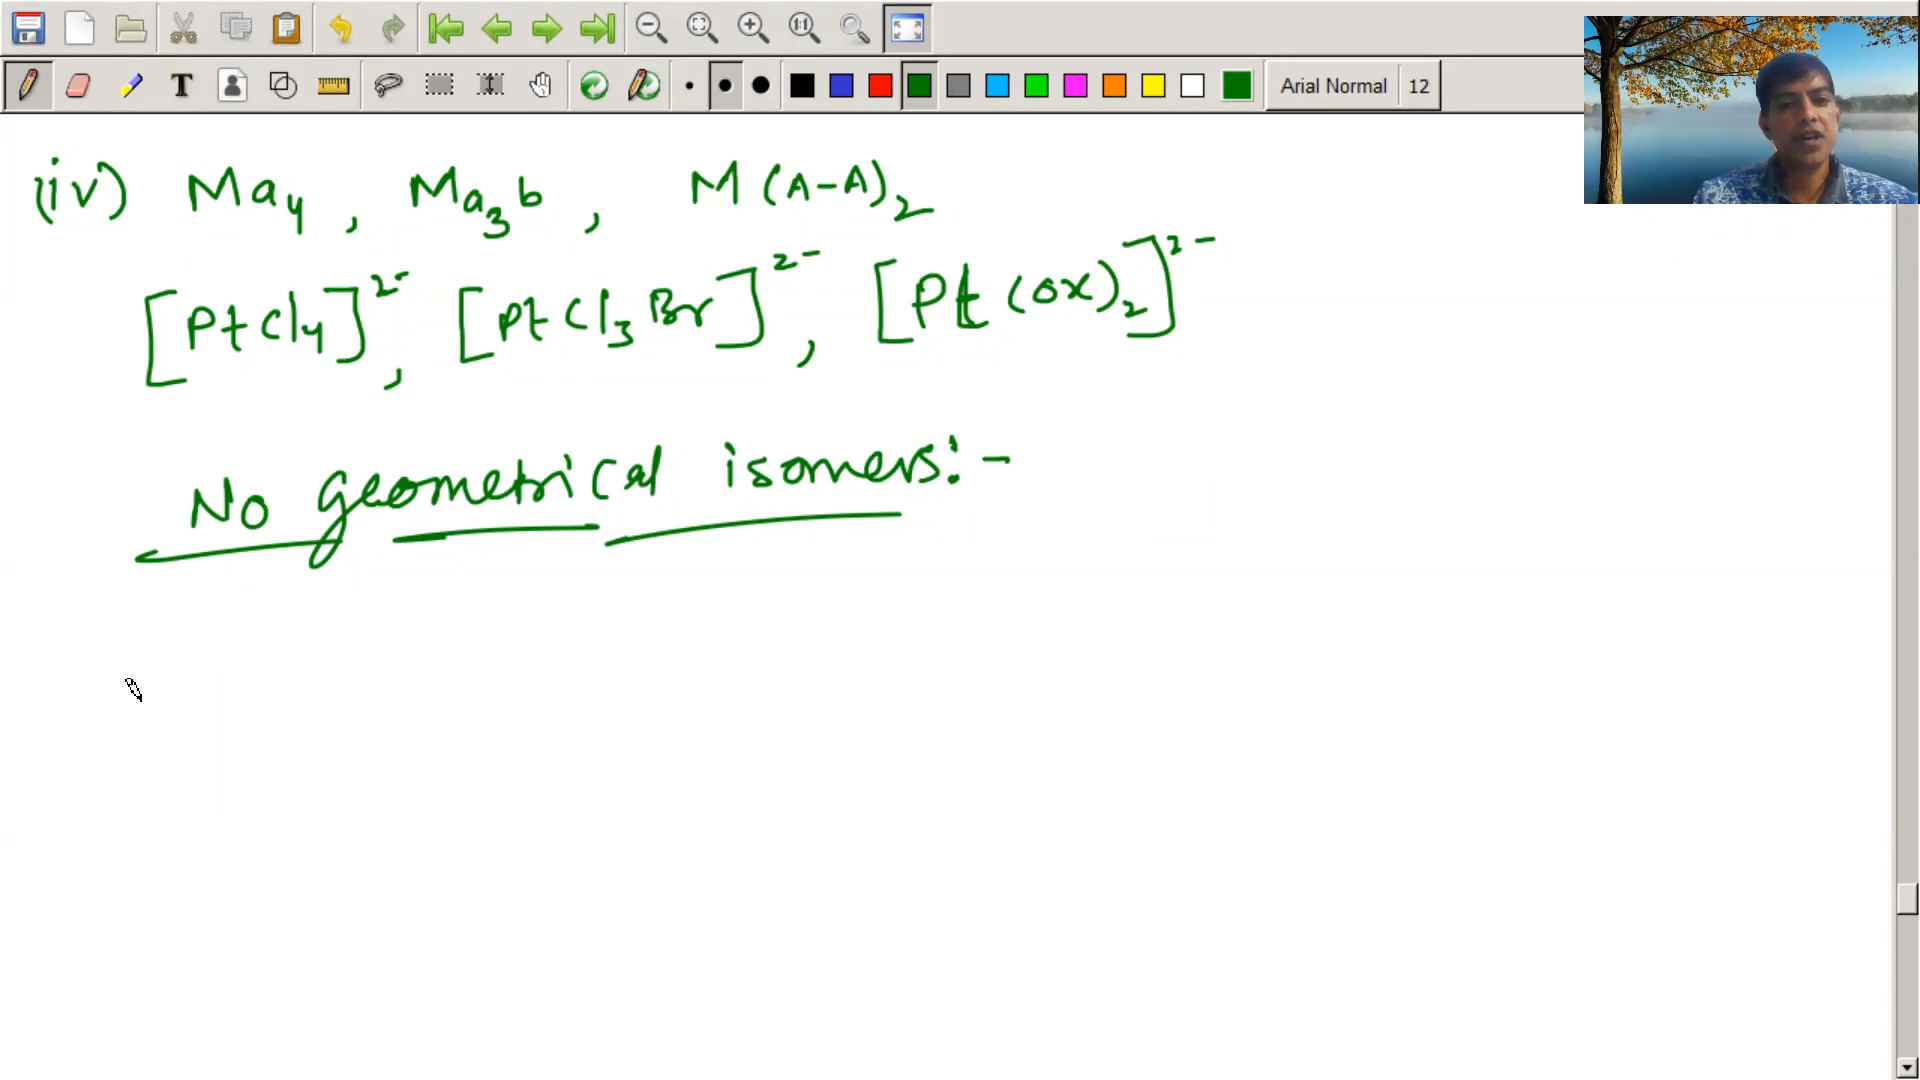 T Arial Normal 12
(iv) Ma₄, Ma₃b, M(A-A)₂
[PtCl₄]²⁻, [PtCl₃Br]²⁻, [Pt(ox)₂]²⁻
No geometrical isomers:-